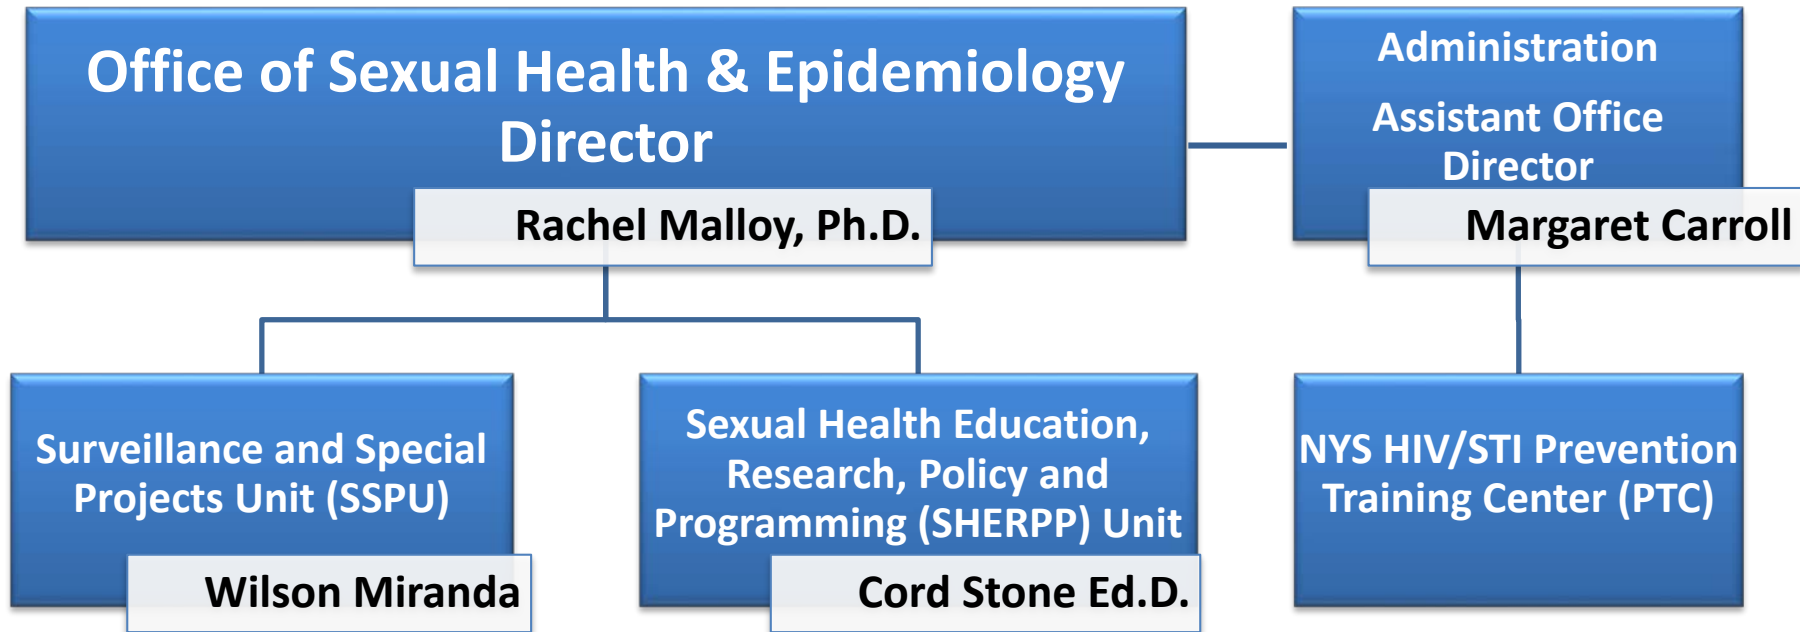 Office of Sexual Health & Epidemiology
Director
Rachel Malloy, Ph.D.
Administration
Assistant Office
Director
Margaret Carroll
Surveillance and Special
Projects Unit (SSPU)
Wilson Miranda
Sexual Health Education,
Research, Policy and
Programming (SHERPP) Unit
Cord Stone Ed.D.
NYS HIV/STI Prevention
Training Center (PTC)